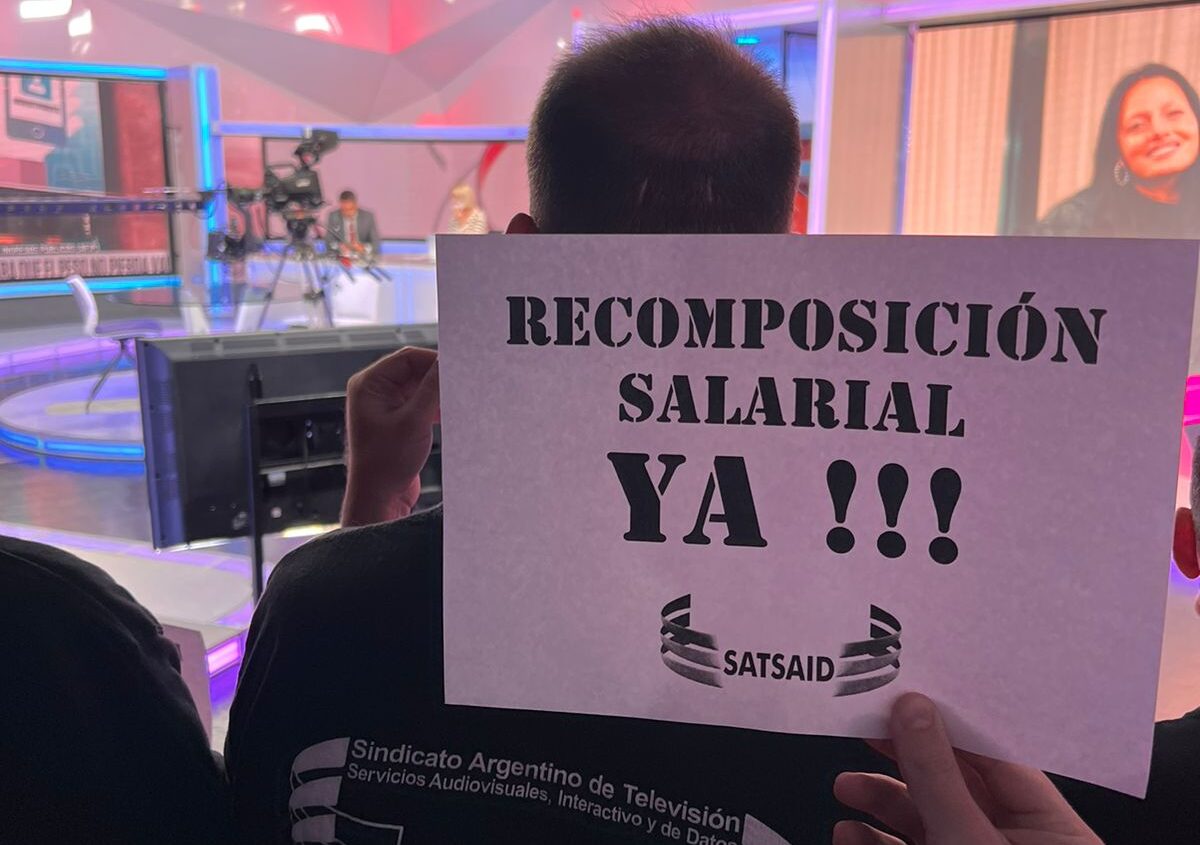 RECOMPOSICIÓN
SALARIAL
YA !!!
SATSAID
Sindicato Argentino de Televisión
Servicios Audiovisuales, Interactivo y de Datos